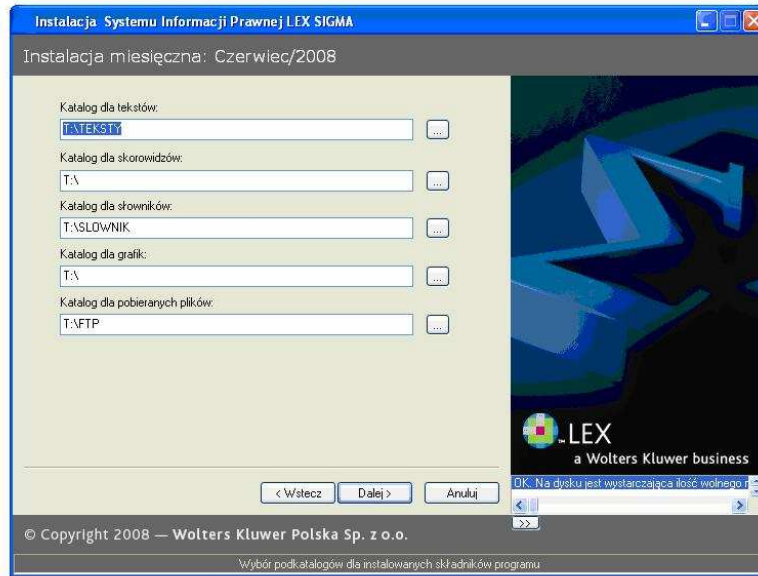 Instalacja Systemu Informacji Prawnej LEX SIGMA
Instalacja miesięczna: Czerwiec/2008
Katalog dla tekstów:
T:\TEKSTY
...
Katalog dla skorowidzów:
T:\
...
Katalog dla słowników:
T:\SLOWNIK
...
Katalog dla grafik:
T:\
...
Katalog dla pobieranych plików:
T:\FTP
...
LEX
a Wolters Kluwer business
< Wstecz
Dalej >
Anuluj
OK. Na dysku jest wystarczająca ilość wolnego
>>
© Copyright 2008 — Wolters Kluwer Polska Sp. z o.o.
Wybór podkatalogów dla instalowanych składników programu